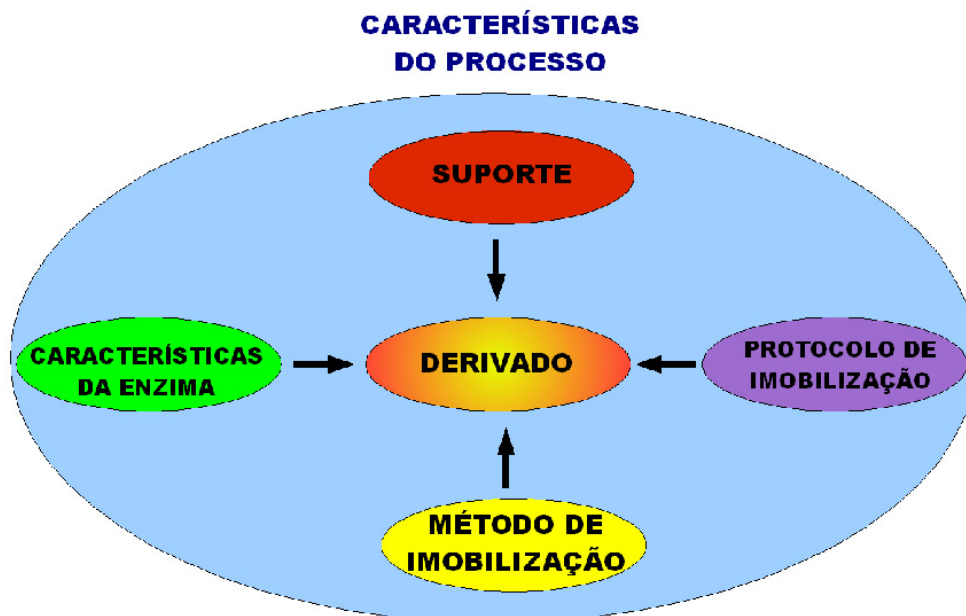 CARACTERÍSTICAS
DO PROCESSO
SUPORTE
CARACTERÍSTICAS
DA ENZIMA
DERIVADO
PROTOCOLO DE
IMOBILIZAÇÃO
MÉTODO DE
IMOBILIZAÇÃO